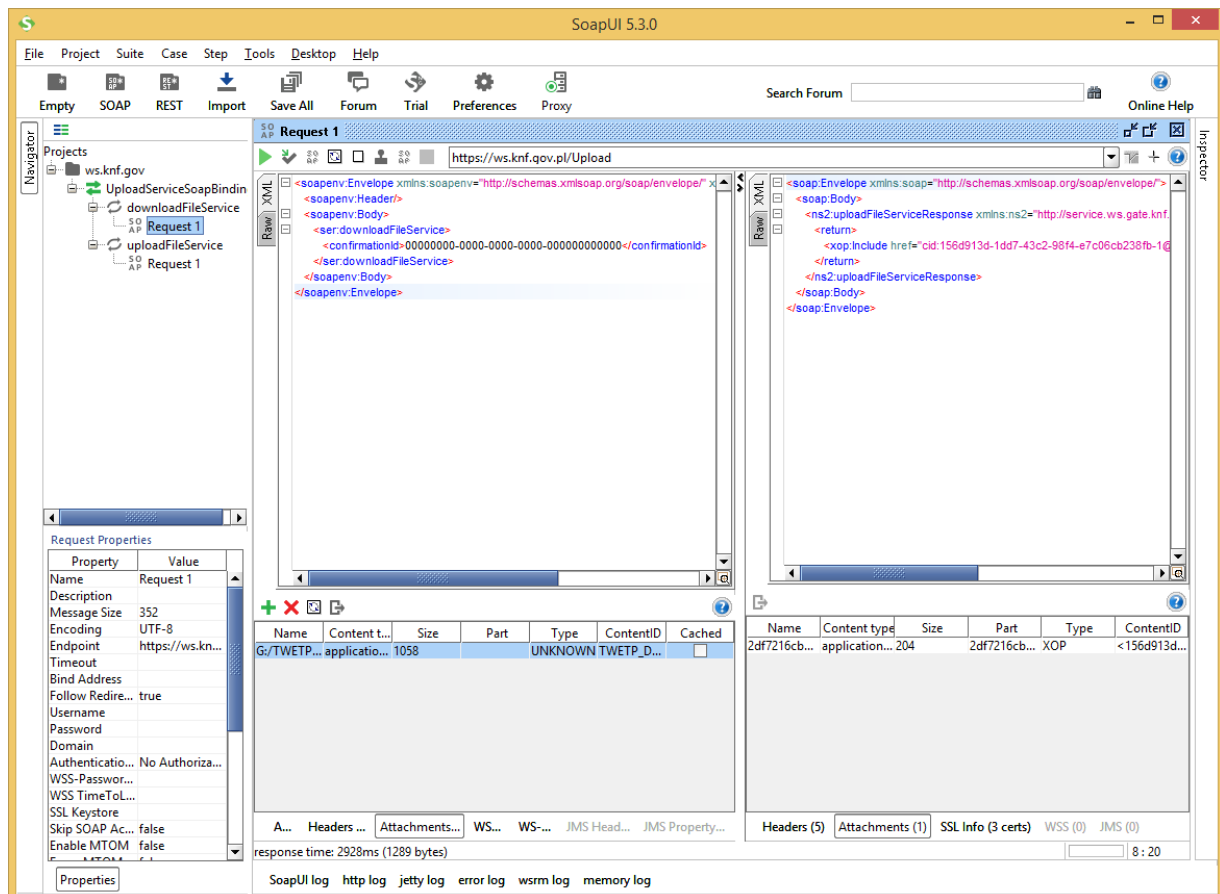 SoapUI 5.3.0
File Project Suite Case Step Tools Desktop Help
Empty SOAP REST Import Save All Forum Trial Preferences Proxy Search Forum Online Help
Navigator
Projects
ws.knf.gov
UploadServiceSoapBindin
downloadFileService
SOAP Request 1
uploadFileService
SOAP Request 1
Request Properties
Property Value
Name Request 1
Description
Message Size 352
Encoding UTF-8
Endpoint https://ws.kn...
Timeout
Bind Address
Follow Redire... true
Username
Password
Domain
Authenticatio... No Authoriza...
WSS-Passwor...
WSS TimeToL...
SSL Keystore
Skip SOAP Ac... false
Enable MTOM false
Properties
SOAP Request 1
https://ws.knf.gov.pl/Upload
XML
Raw
<soapenv:Envelope xmlns:soapenv="http://schemas.xmlsoap.org/soap/envelope/" x
<soapenv:Header/>
<soapenv:Body>
<ser:downloadFileService>
<confirmationId>00000000-0000-0000-0000-000000000000</confirmationId>
</ser:downloadFileService>
</soapenv:Body>
</soapenv:Envelope>
Name Content t... Size Part Type ContentID Cached
G:/TWETP... applicatio... 1058 UNKNOWN TWETP_D...
A... Headers ... Attachments... WS... WS-... JMS Head... JMS Property...
response time: 2928ms (1289 bytes)
XML
Raw
<soap:Envelope xmlns:soap="http://schemas.xmlsoap.org/soap/envelope/">
<soap:Body>
<ns2:uploadFileServiceResponse xmlns:ns2="http://service.ws.gate.knf.
<return>
<xop:Include href="cid:156d913d-1dd7-43c2-98f4-e7c06cb238fb-1@
</return>
</ns2:uploadFileServiceResponse>
</soap:Body>
</soap:Envelope>
Name Content type Size Part Type ContentID
2df7216cb... application... 204 2df7216cb... XOP <156d913d...
Headers (5) Attachments (1) SSL Info (3 certs) WSS (0) JMS (0)
8 : 20
Inspector
SoapUI log http log jetty log error log wsrm log memory log